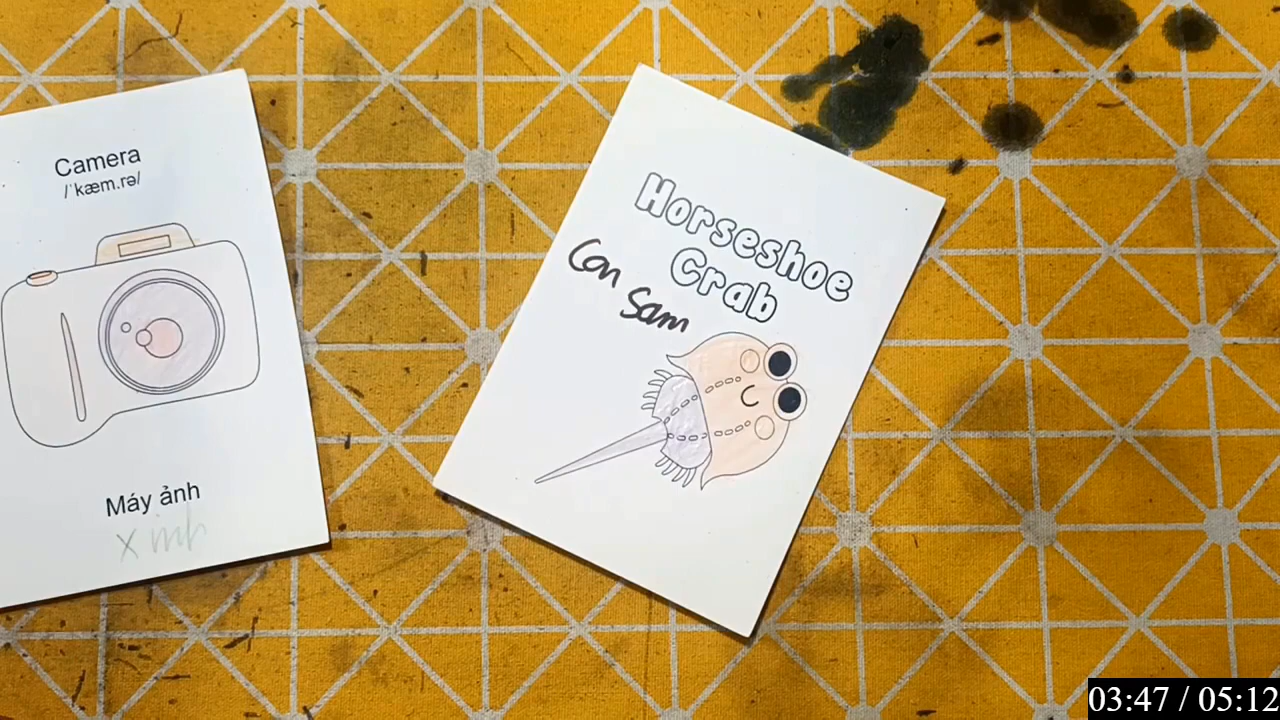 Camera
/ˈkæm.rə/
Máy ảnh
Horseshoe
Crab
Con Sam
03:47 / 05:12